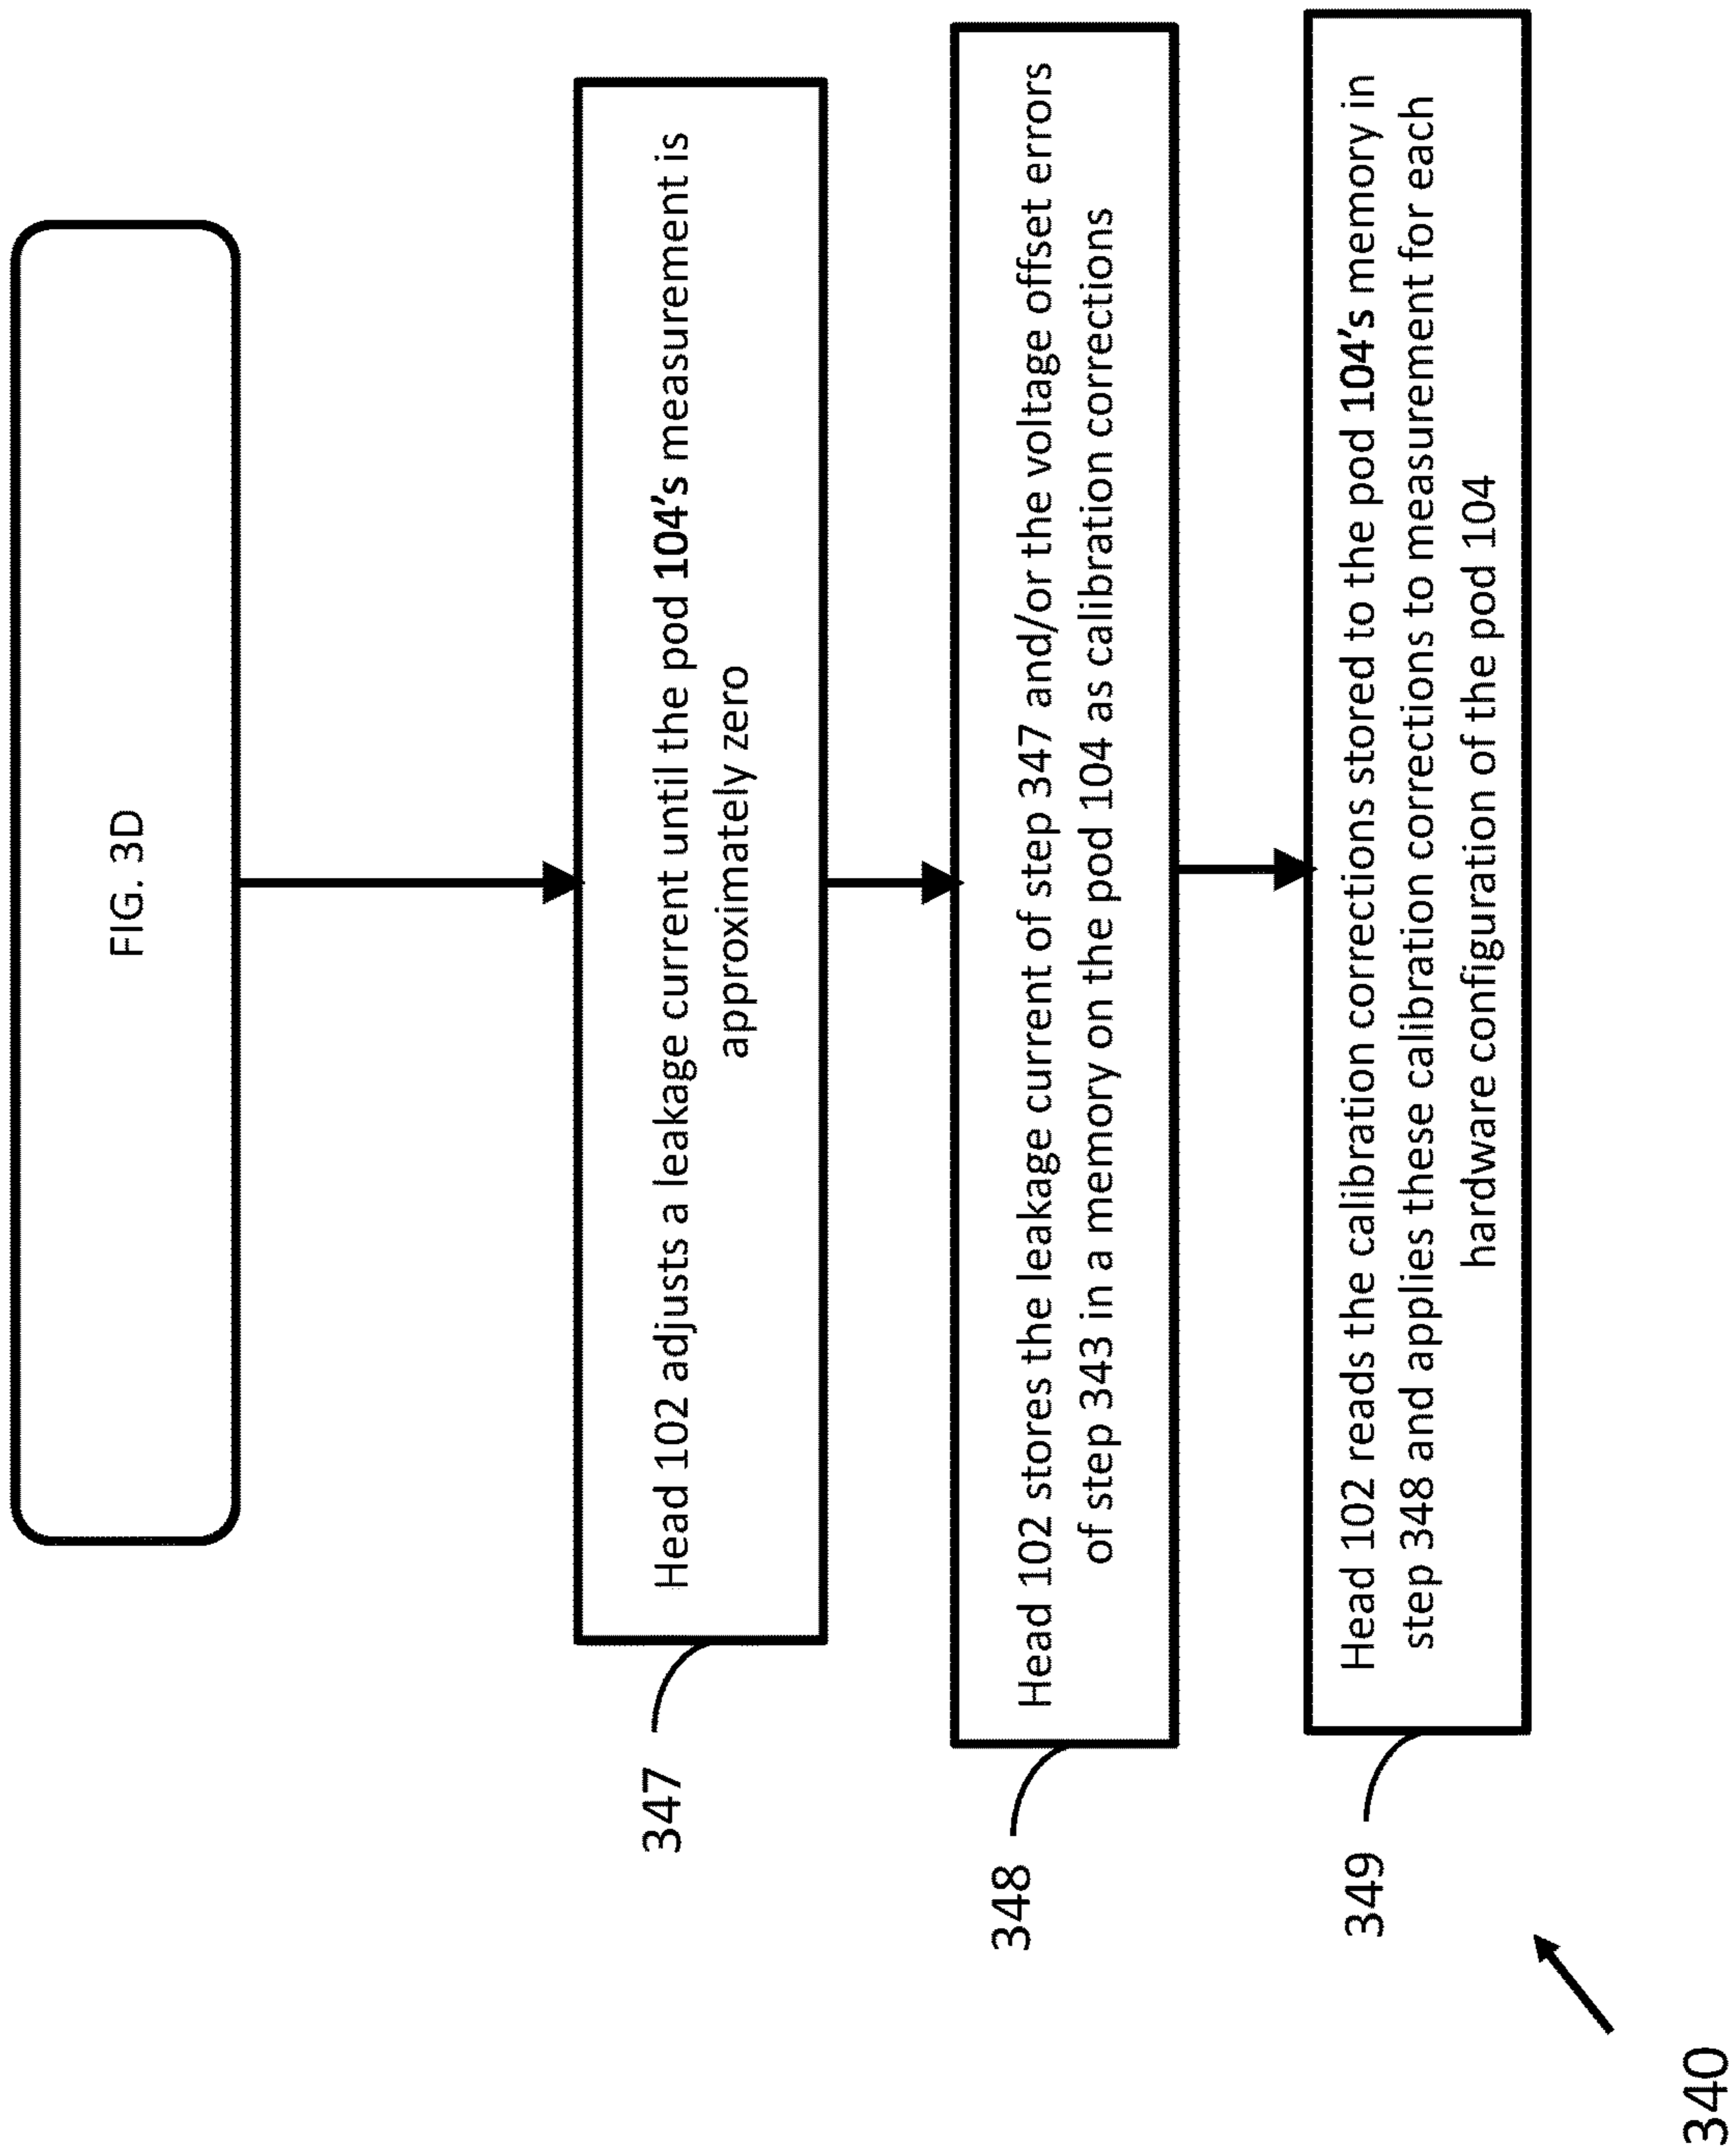 FIG. 3D
347
Head 102 adjusts a leakage current until the pod 104's measurement is
approximately zero
348
Head 102 stores the leakage current of step 347 and/or the voltage offset errors
of step 343 in a memory on the pod 104 as calibration corrections
349
Head 102 reads the calibration corrections stored to the pod 104's memory in
step 348 and applies these calibration corrections to measurement for each
hardware configuration of the pod 104
340